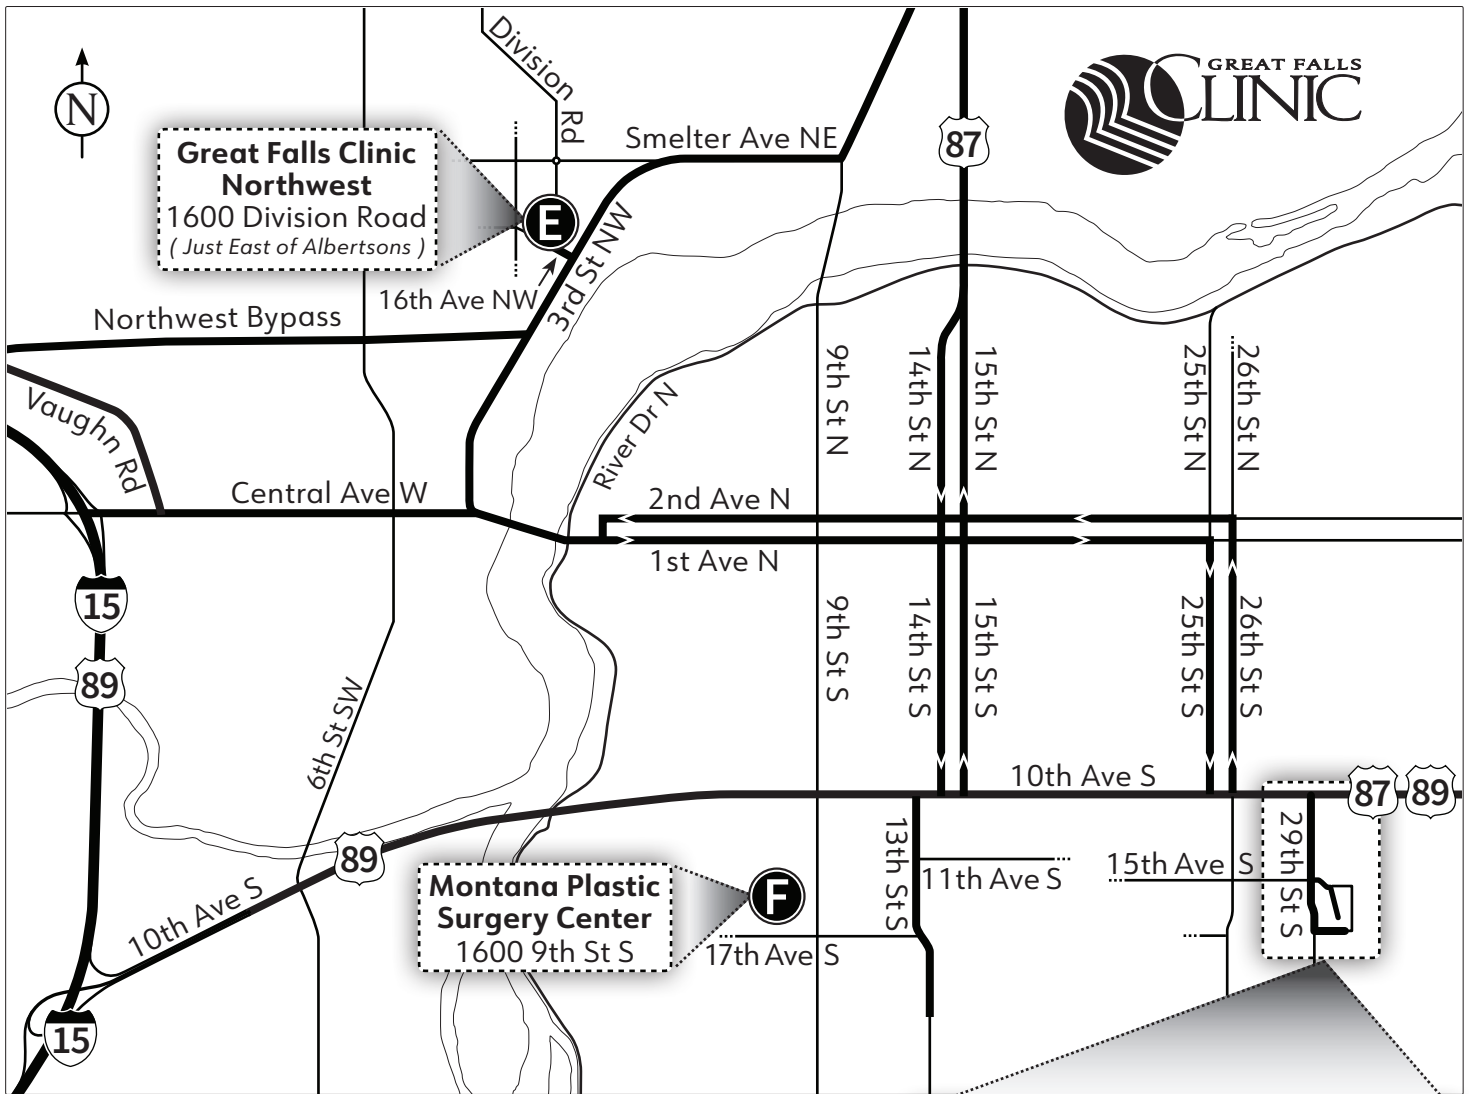 Division
Rd
GREAT FALLS
CLINIC
N
Smelter Ave NE
87
Great Falls Clinic
Northwest
1600 Division Road
( Just East of Albertsons )
E
3rd St NW
16th Ave NW
Northwest Bypass
Vaughn Rd
River Dr N
9th St N
14th St N
15th St N
25th St N
26th St N
Central Ave W
2nd Ave N
1st Ave N
15
89
6th St SW
9th St S
14th St S
15th St S
25th St S
26th St S
10th Ave S
87
89
89
10th Ave S
Montana Plastic
Surgery Center
1600 9th St S
F
13th St S
11th Ave S
15th Ave S
29th St S
17th Ave S
15